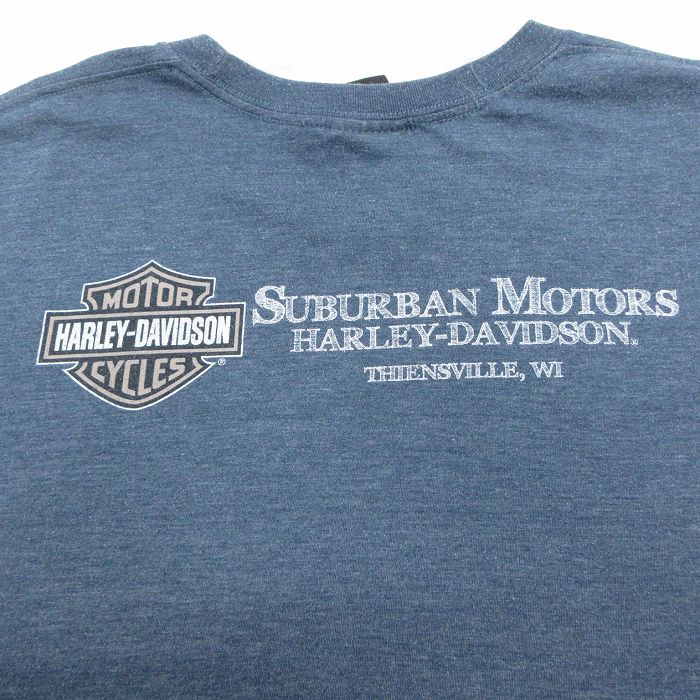 MOTOR
HARLEY-DAVIDSON
CYCLES
®
SUBURBAN MOTORS
HARLEY-DAVIDSON
THIENSVILLE, WI